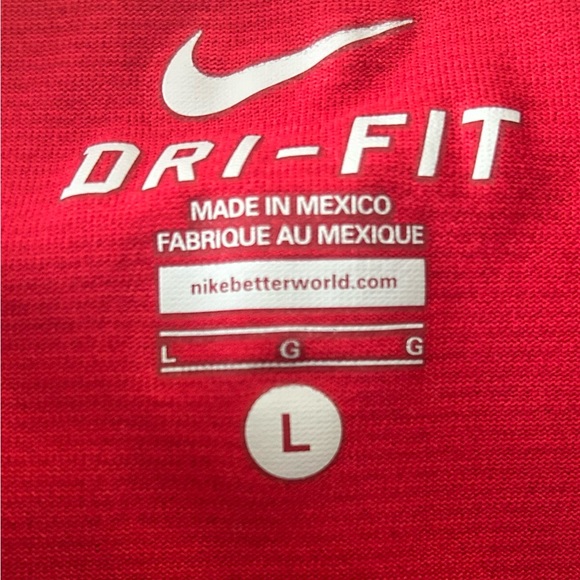 DRI-FIT
MADE IN MEXICO
FABRIQUE AU MEXIQUE
nikebetterworld.com
L G G
L